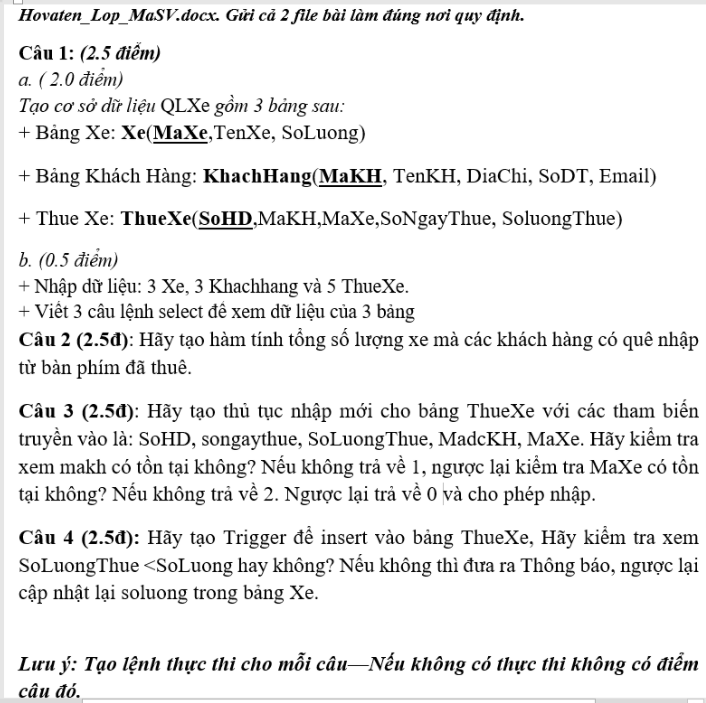 Hovaten_Lop_MaSV.docx. Gửi cả 2 file bài làm đúng nơi quy định.
Câu 1: (2.5 điểm)
a. ( 2.0 điểm)
Tạo cơ sở dữ liệu QLXe gồm 3 bảng sau:
+ Bảng Xe: Xe(MaXe,TenXe, SoLuong)
+ Bảng Khách Hàng: KhachHang(MaKH, TenKH, DiaChi, SoDT, Email)
+ Thue Xe: ThueXe(SoHD,MaKH,MaXe,SoNgayThue, SoluongThue)
b. (0.5 điểm)
+ Nhập dữ liệu: 3 Xe, 3 Khachhang và 5 ThueXe.
+ Viết 3 câu lệnh select để xem dữ liệu của 3 bảng
Câu 2 (2.5đ): Hãy tạo hàm tính tổng số lượng xe mà các khách hàng có quê nhập
từ bàn phím đã thuê.
Câu 3 (2.5đ): Hãy tạo thủ tục nhập mới cho bảng ThueXe với các tham biến
truyền vào là: SoHD, songaythue, SoLuongThue, MadcKH, MaXe. Hãy kiểm tra
xem makh có tồn tại không? Nếu không trả về 1, ngược lại kiểm tra MaXe có tồn
tại không? Nếu không trả về 2. Ngược lại trả về 0 và cho phép nhập.
Câu 4 (2.5đ): Hãy tạo Trigger để insert vào bảng ThueXe, Hãy kiểm tra xem
SoLuongThue <SoLuong hay không? Nếu không thì đưa ra Thông báo, ngược lại
cập nhật lại soluong trong bảng Xe.
Lưu ý: Tạo lệnh thực thi cho mỗi câu—Nếu không có thực thi không có điểm
câu đó.